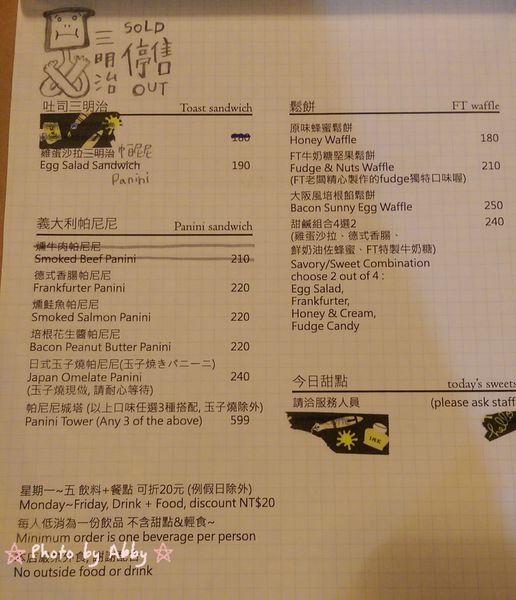 三明治
SOLD
停售
OUT
吐司三明治 Toast sandwich
180
雞蛋沙拉三明治 帕尼尼
Egg Salad Sandwich 190
Panini
義大利帕尼尼 Panini sandwich
燻牛肉帕尼尼
Smoked Beef Panini 210
德式香腸帕尼尼
Frankfurter Panini 220
燻鮭魚帕尼尼
Smoked Salmon Panini 220
培根花生醬帕尼尼
Bacon Peanut Butter Panini 220
日式玉子燒帕尼尼(玉子焼きパニーニ)
Japan Omelate Panini 240
(玉子燒現做, 請耐心等待)
帕尼尼城塔 (以上口味任選3種搭配, 玉子燒除外)
Panini Tower (Any 3 of the above) 599
鬆餅 FT waffle
原味蜂蜜鬆餅
Honey Waffle 180
FT牛奶糖堅果鬆餅
Fudge & Nuts Waffle 210
(FT老闆精心製作的fudge獨特口味喔)
大阪風培根餡鬆餅
Bacon Sunny Egg Waffle 250
甜鹹組合4選2 240
(雞蛋沙拉、德式香腸、
鮮奶油佐蜂蜜、FT特製牛奶糖)
Savory/Sweet Combination
choose 2 out of 4 :
Egg Salad,
Frankfurter,
Honey & Cream,
Fudge Candy
今日甜點 today's sweets
請洽服務人員 (please ask staff
INK
hello
星期一~五 飲料+餐點 可折20元 (例假日除外)
Monday~Friday, Drink + Food, discount NT$20
每人低消為一份飲品 不含甜點&輕食~
Minimum order is one beverage per person
Photo by Abby
No outside food or drink